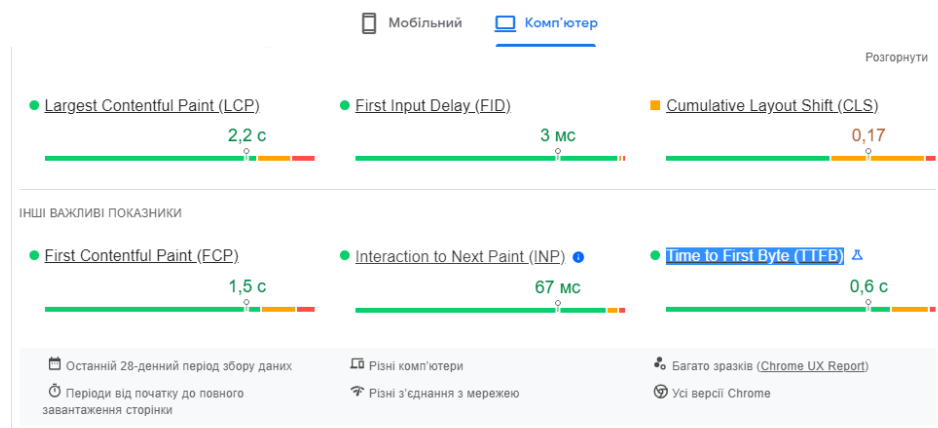 Мобільний
Комп'ютер
Розгорнути
Largest Contentful Paint (LCP)
First Input Delay (FID)
Cumulative Layout Shift (CLS)
2,2 с
3 мс
0,17
ІНШІ ВАЖЛИВІ ПОКАЗНИКИ
First Contentful Paint (FCP)
Interaction to Next Paint (INP)
Time to First Byte (TTFB)
1,5 с
67 мс
0,6 с
Останній 28-денний період збору даних
Різні комп'ютери
Багато зразків (Chrome UX Report)
Періоди від початку до повного
завантаження сторінки
Різні з'єднання з мережею
Усі версії Chrome